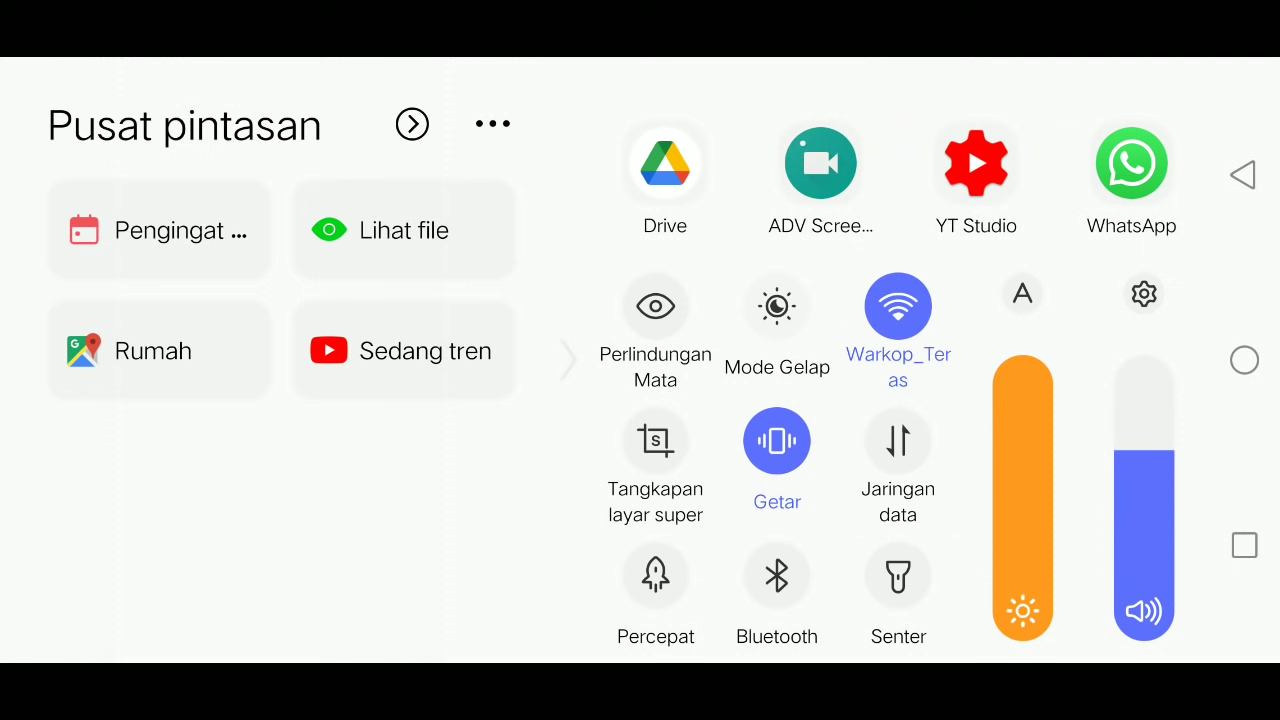 Pusat pintasan
Pengingat ...
Lihat file
Rumah
Sedang tren
Drive
ADV Scree...
YT Studio
WhatsApp
Perlindungan
Mata
Mode Gelap
Warkop_Ter
as
A
Tangkapan
layar super
Getar
Jaringan
data
Percepat
Bluetooth
Senter